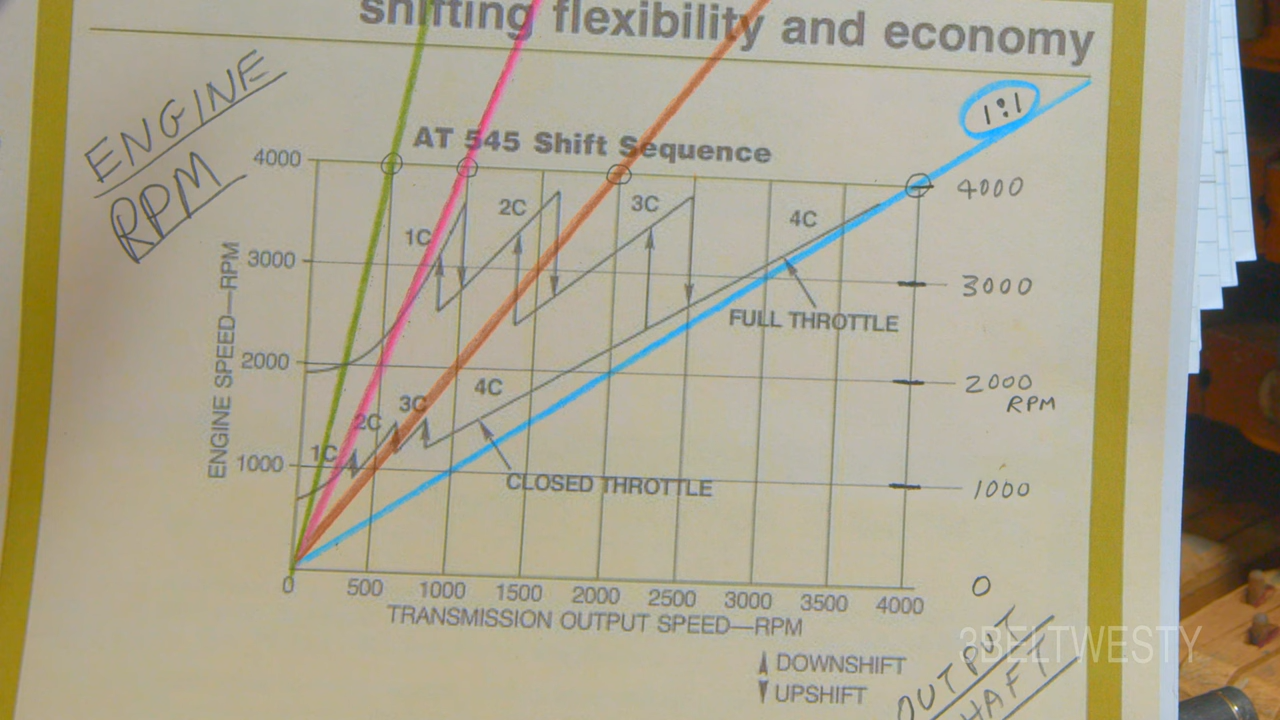 shifting flexibility and economy
ENGINE
RPM
1:1
AT 545 Shift Sequence
4000
3000
2000
1000
0
ENGINE SPEED—RPM
1C
2C
3C
4C
FULL THROTTLE
1C
2C
3C
4C
CLOSED THROTTLE
4000
3000
2000
RPM
1000
0
500 1000 1500 2000 2500 3000 3500 4000
TRANSMISSION OUTPUT SPEED—RPM
DOWNSHIFT
UPSHIFT
OUTPUT
HAFT
3BELTWESTY